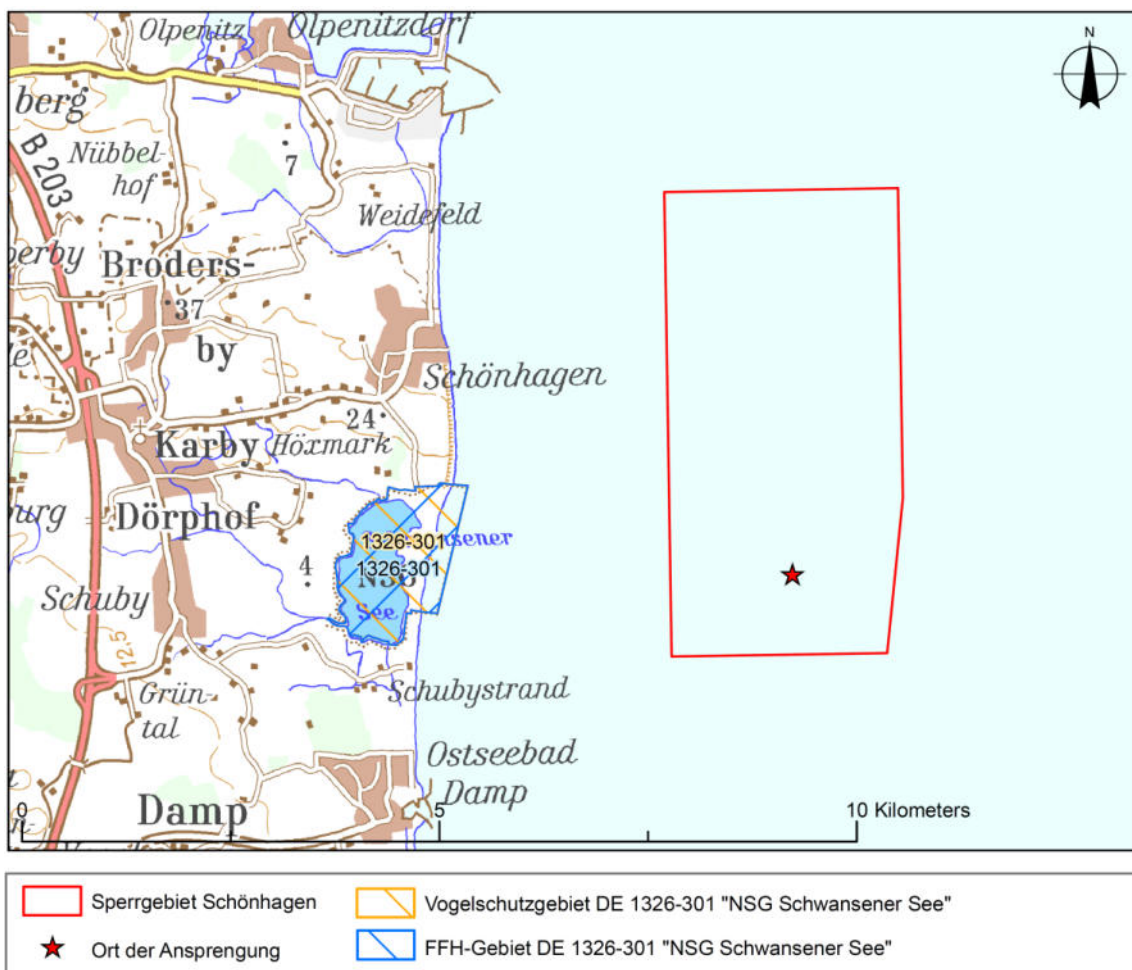 Olpenitz
Olpenitzdorf
N
berg
B 203
Nübbel-
hof
7
Weidefeld
perby
Broders-
37
by
Schönhagen
24
Karby
Höxmark
Dörphof
1326-301
sener
1326-301
4
NSG
See
Schuby
12.5
Grün-
tal
Schubystrand
Ostseebad
Damp
Damp
0
5
10 Kilometers
Sperrgebiet Schönhagen
Vogelschutzgebiet DE 1326-301 "NSG Schwansener See"
Ort der Ansprengung
FFH-Gebiet DE 1326-301 "NSG Schwansener See"